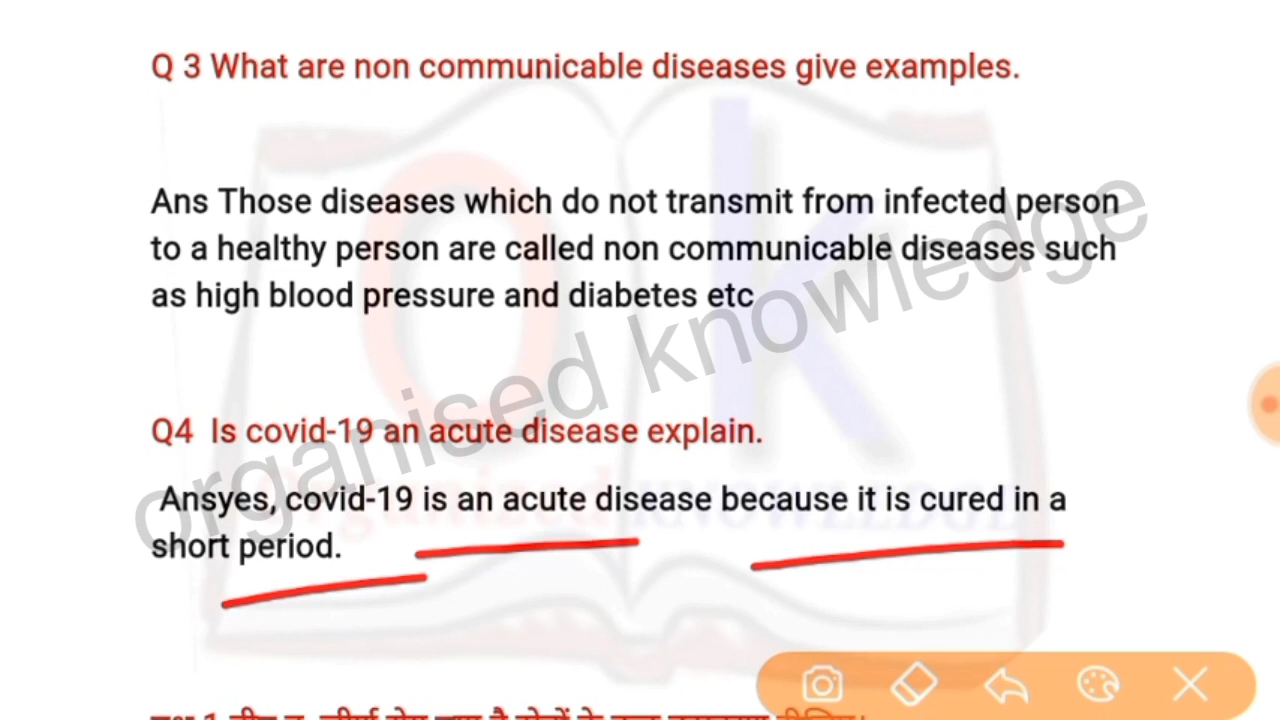 Q 3 What are non communicable diseases give examples.
Ans Those diseases which do not transmit from infected person
to a healthy person are called non communicable diseases such
as high blood pressure and diabetes etc
Q4 Is covid-19 an acute disease explain.
Ansyes, covid-19 is an acute disease because it is cured in a
short period.
organised knowledge